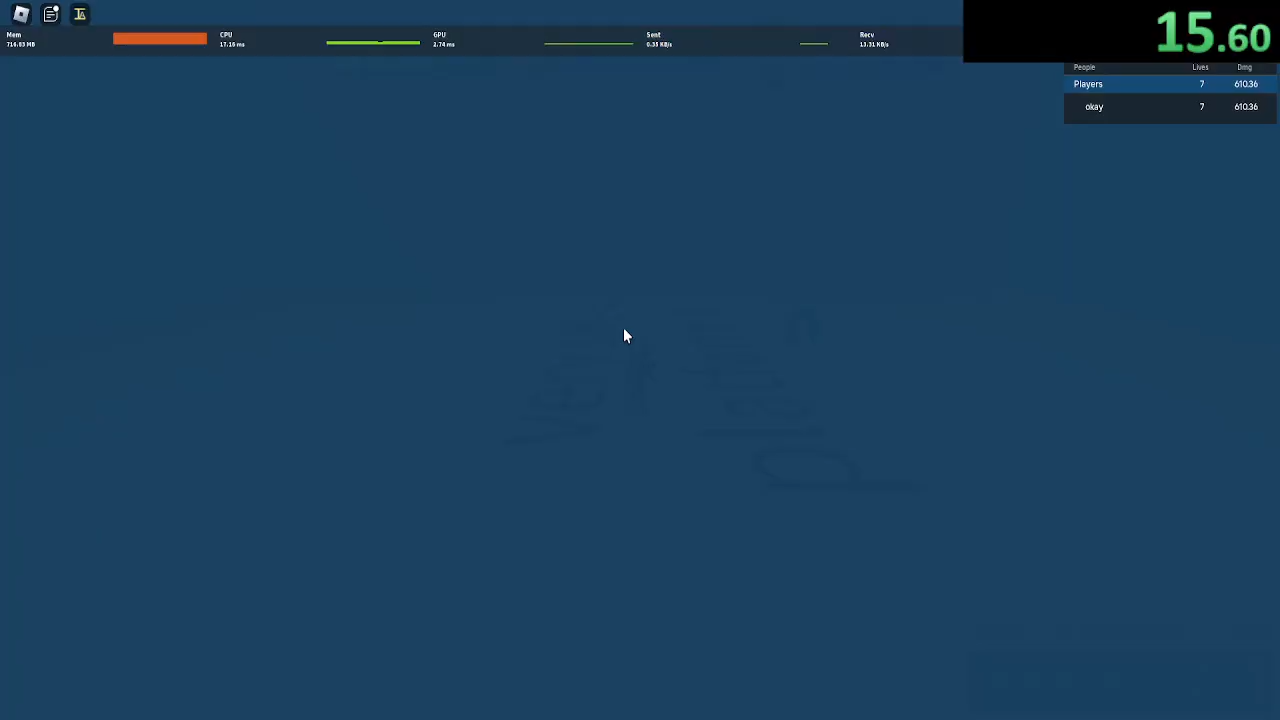 Mem
716.83 MB
CPU
17.16 ms
GPU
2.74 ms
Sent
0.35 KB/s
Recv
13.31 KB/s
15.60
People Lives Dmg
Players 7 610.36
okay 7 610.36